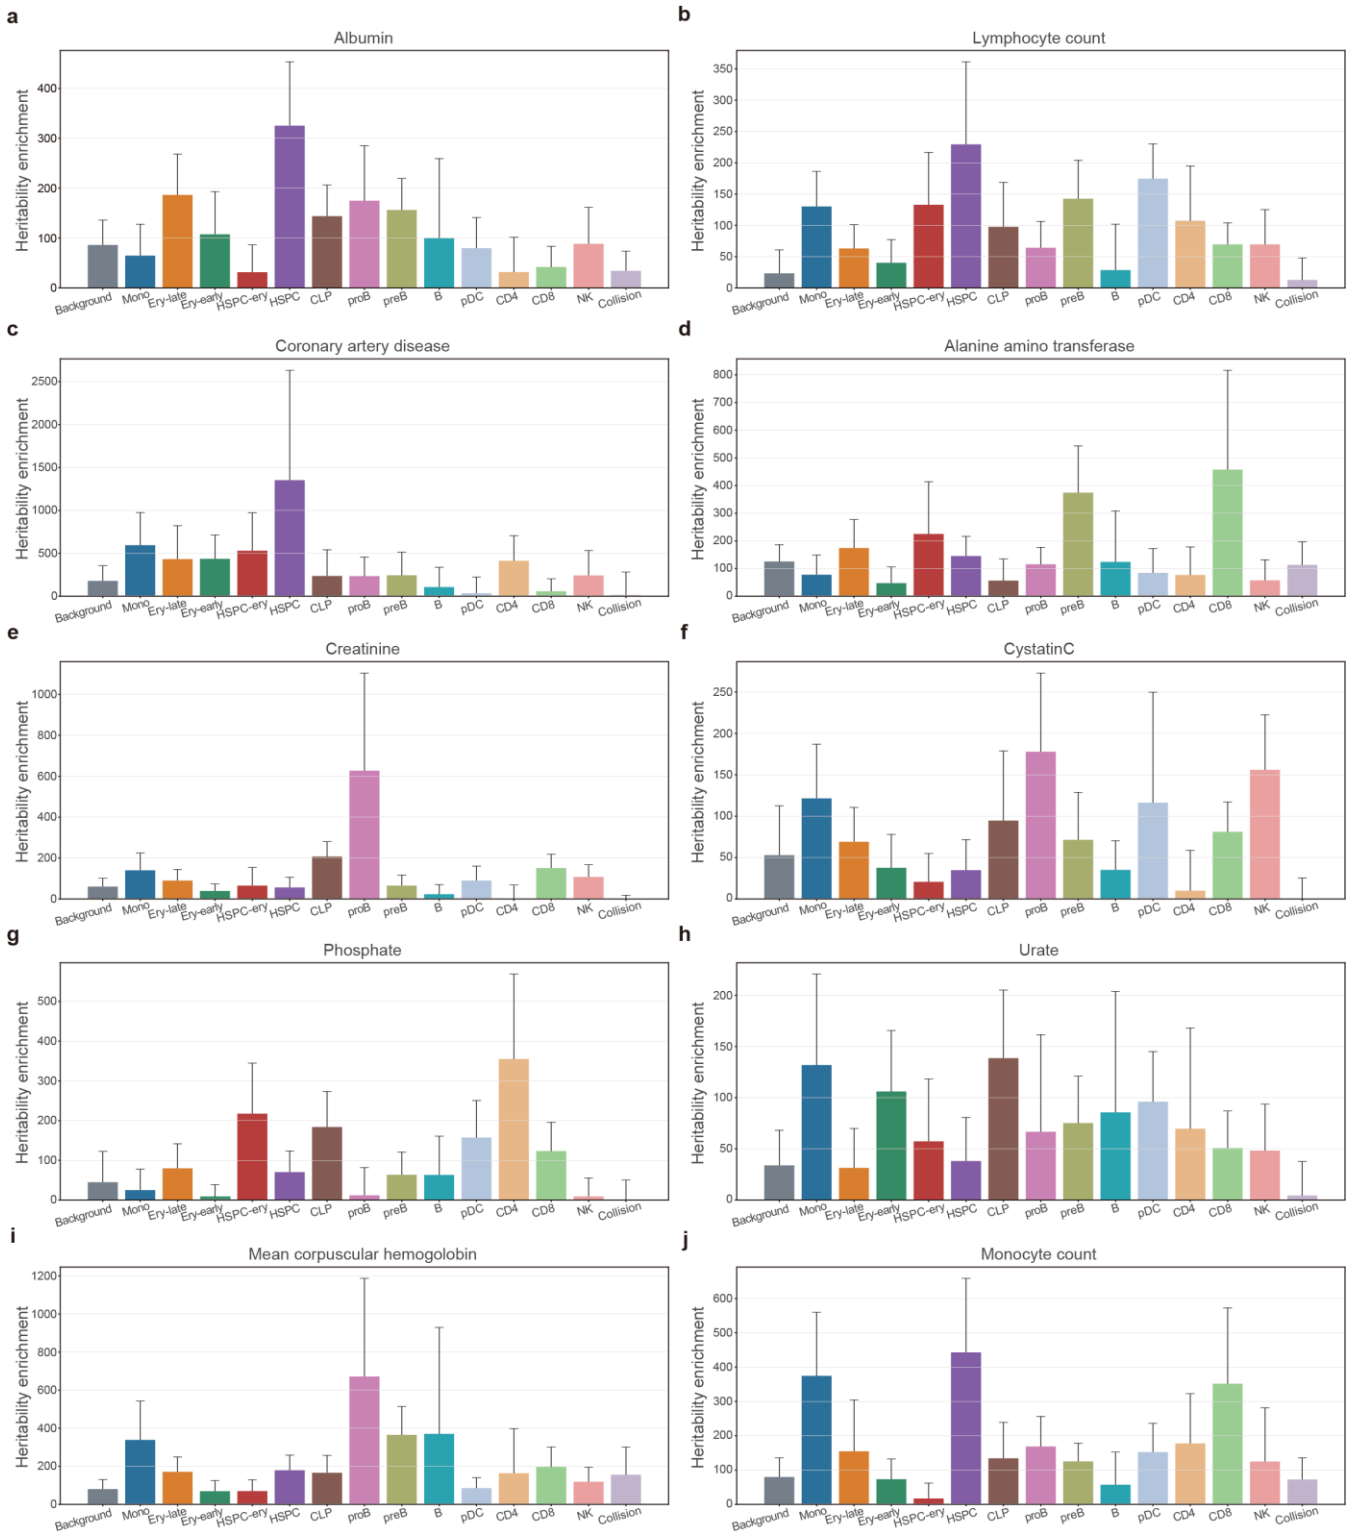 a
Albumin
Heritability enrichment
400
300
200
100
0
Background Mono Ery-late Ery-early HSPC-ery HSPC CLP proB preB B pDC CD4 CD8 NK Collision
b
Lymphocyte count
Heritability enrichment
350
300
250
200
150
100
50
0
Background Mono Ery-late Ery-early HSPC-ery HSPC CLP proB preB B pDC CD4 CD8 NK Collision
c
Coronary artery disease
Heritability enrichment
2500
2000
1500
1000
500
0
Background Mono Ery-late Ery-early HSPC-ery HSPC CLP proB preB B pDC CD4 CD8 NK Collision
d
Alanine amino transferase
Heritability enrichment
800
700
600
500
400
300
200
100
0
Background Mono Ery-late Ery-early HSPC-ery HSPC CLP proB preB B pDC CD4 CD8 NK Collision
e
Creatinine
Heritability enrichment
1000
800
600
400
200
0
Background Mono Ery-late Ery-early HSPC-ery HSPC CLP proB preB B pDC CD4 CD8 NK Collision
f
CystatinC
Heritability enrichment
250
200
150
100
50
0
Background Mono Ery-late Ery-early HSPC-ery HSPC CLP proB preB B pDC CD4 CD8 NK Collision
g
Phosphate
Heritability enrichment
500
400
300
200
100
0
Background Mono Ery-late Ery-early HSPC-ery HSPC CLP proB preB B pDC CD4 CD8 NK Collision
h
Urate
Heritability enrichment
200
150
100
50
0
Background Mono Ery-late Ery-early HSPC-ery HSPC CLP proB preB B pDC CD4 CD8 NK Collision
i
Mean corpuscular hemogolobin
Heritability enrichment
1200
1000
800
600
400
200
0
Background Mono Ery-late Ery-early HSPC-ery HSPC CLP proB preB B pDC CD4 CD8 NK Collision
j
Monocyte count
Heritability enrichment
600
500
400
300
200
100
0
Background Mono Ery-late Ery-early HSPC-ery HSPC CLP proB preB B pDC CD4 CD8 NK Collision